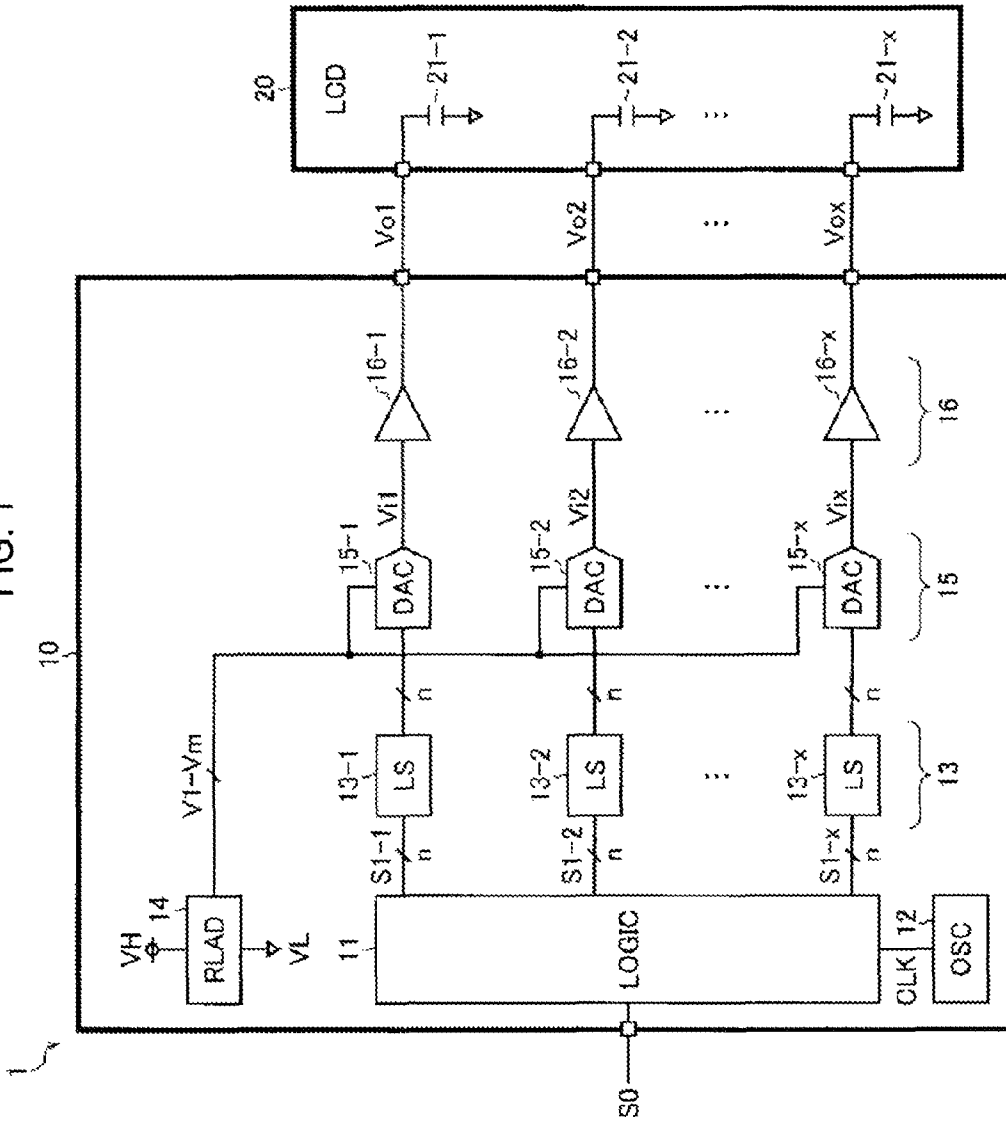 FIG. 1
1
10
20
LCD
VH
14
RLAD
VL
V1-Vm
S0
11
LOGIC
CLK
12
OSC
S1-1
n
13-1
LS
n
15-1
DAC
Vi1
16-1
Vo1
21-1
S1-2
n
13-2
LS
n
15-2
DAC
Vi2
16-2
Vo2
21-2
...
...
...
...
...
S1-x
n
13-x
LS
n
15-x
DAC
Vix
16-x
Vox
21-x
13
15
16